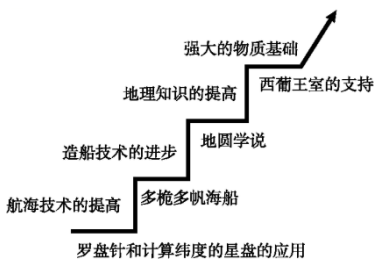 强大的物质基础
西葡王室的支持
地理知识的提高
地圆学说
造船技术的进步
多桅多帆海船
航海技术的提高
罗盘针和计算纬度的星盘的应用